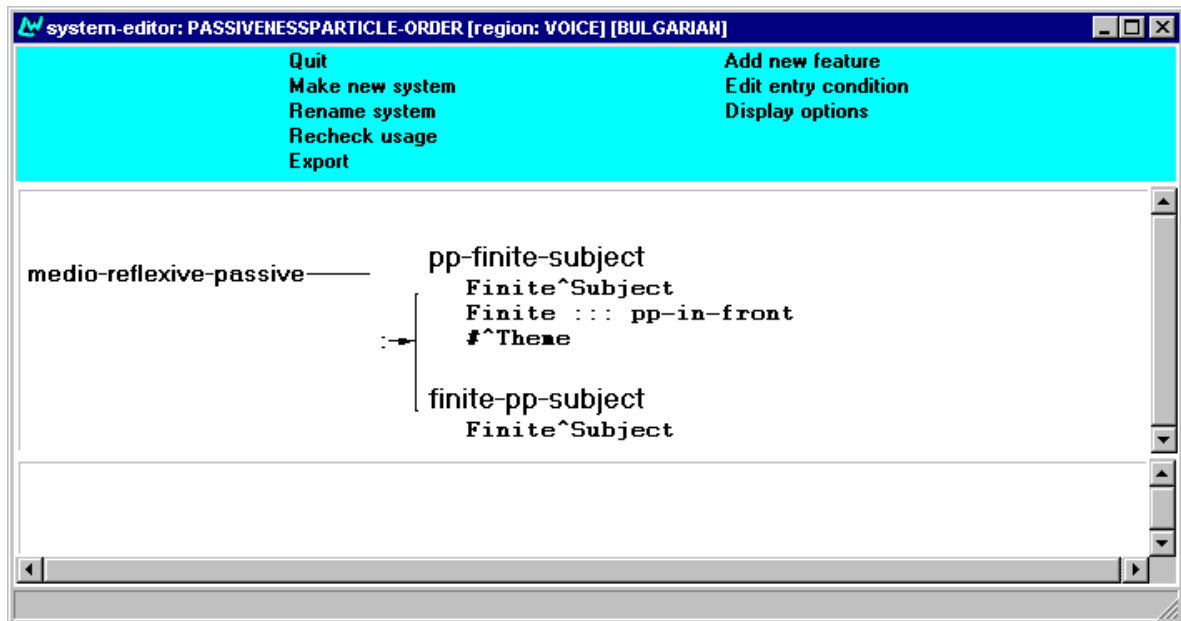 system-editor: PASSIVENESSPARTICLE-ORDER [region: VOICE] [BULGARIAN]
Quit
Make new system
Rename system
Recheck usage
Export
Add new feature
Edit entry condition
Display options
medio-reflexive-passive
pp-finite-subject
Finite^Subject
Finite ::: pp-in-front
#^Theme
finite-pp-subject
Finite^Subject